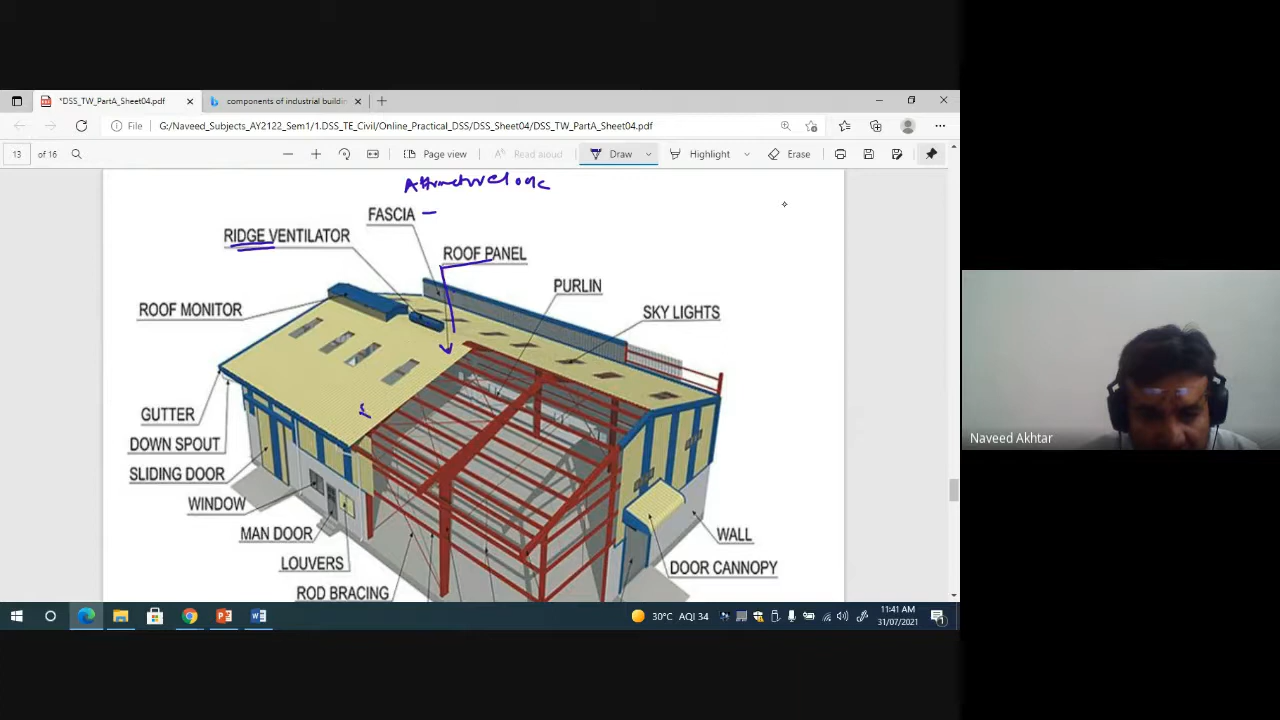 *DSS_TW_PartA_Sheet04.pdf
components of industrial buildin
File G:/Naveed_Subjects_AY2122_Sem1/1.DSS_TE_Civil/Online_Practical_DSS/DSS_Sheet04/DSS_TW_PartA_Sheet04.pdf
13 of 16 Page view Read aloud Draw Highlight Erase
FASCIA
RIDGE VENTILATOR
ROOF PANEL
PURLIN
ROOF MONITOR
SKY LIGHTS
GUTTER
DOWN SPOUT
SLIDING DOOR
WINDOW
MAN DOOR
LOUVERS
ROD BRACING
WALL
DOOR CANNOPY
Naveed Akhtar
30°C AQI 34
11:41 AM
31/07/2021
1